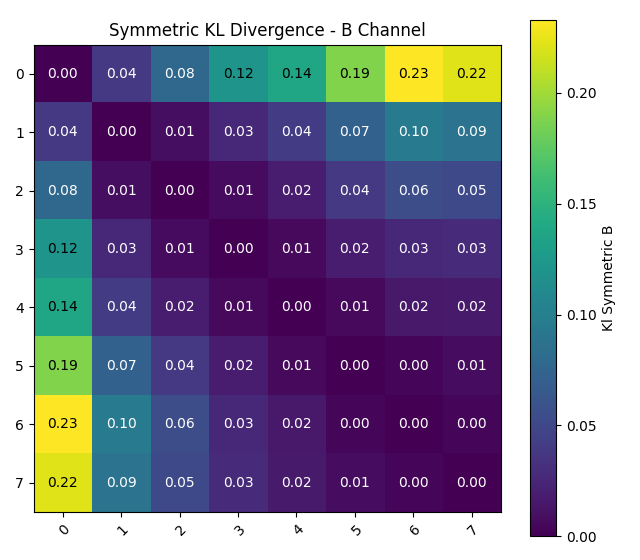 Symmetric KL Divergence - B Channel
0 0.00 0.04 0.08 0.12 0.14 0.19 0.23 0.22
1 0.04 0.00 0.01 0.03 0.04 0.07 0.10 0.09
2 0.08 0.01 0.00 0.01 0.02 0.04 0.06 0.05
3 0.12 0.03 0.01 0.00 0.01 0.02 0.03 0.03
4 0.14 0.04 0.02 0.01 0.00 0.01 0.02 0.02
5 0.19 0.07 0.04 0.02 0.01 0.00 0.00 0.01
6 0.23 0.10 0.06 0.03 0.02 0.00 0.00 0.00
7 0.22 0.09 0.05 0.03 0.02 0.01 0.00 0.00
0 1 2 3 4 5 6 7
0.20
0.15
0.10
0.05
0.00
Kl Symmetric B